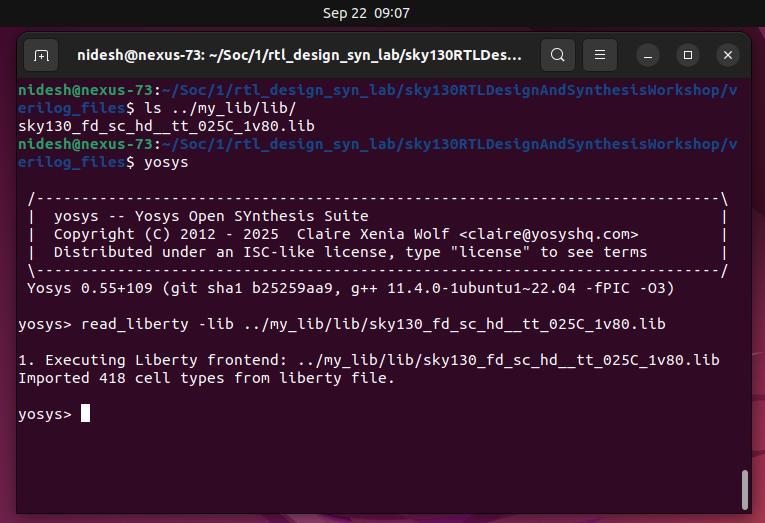 Sep 22 09:07
nidesh@nexus-73: ~/Soc/1/rtl_design_syn_lab/sky130RTLDes...
nidesh@nexus-73:~/Soc/1/rtl_design_syn_lab/sky130RTLDesignAndSynthesisWorkshop/v
erilog_files$ ls ../my_lib/lib/
sky130_fd_sc_hd__tt_025C_1v80.lib
nidesh@nexus-73:~/Soc/1/rtl_design_syn_lab/sky130RTLDesignAndSynthesisWorkshop/v
erilog_files$ yosys
/----------------------------------------------------------------------------\
|  yosys -- Yosys Open SYnthesis Suite                                       |
|  Copyright (C) 2012 - 2025  Claire Xenia Wolf <claire@yosyshq.com>         |
|  Distributed under an ISC-like license, type "license" to see terms        |
\----------------------------------------------------------------------------/
Yosys 0.55+109 (git sha1 b25259aa9, g++ 11.4.0-1ubuntu1~22.04 -fPIC -O3)
yosys> read_liberty -lib ../my_lib/lib/sky130_fd_sc_hd__tt_025C_1v80.lib
1. Executing Liberty frontend: ../my_lib/lib/sky130_fd_sc_hd__tt_025C_1v80.lib
Imported 418 cell types from liberty file.
yosys>